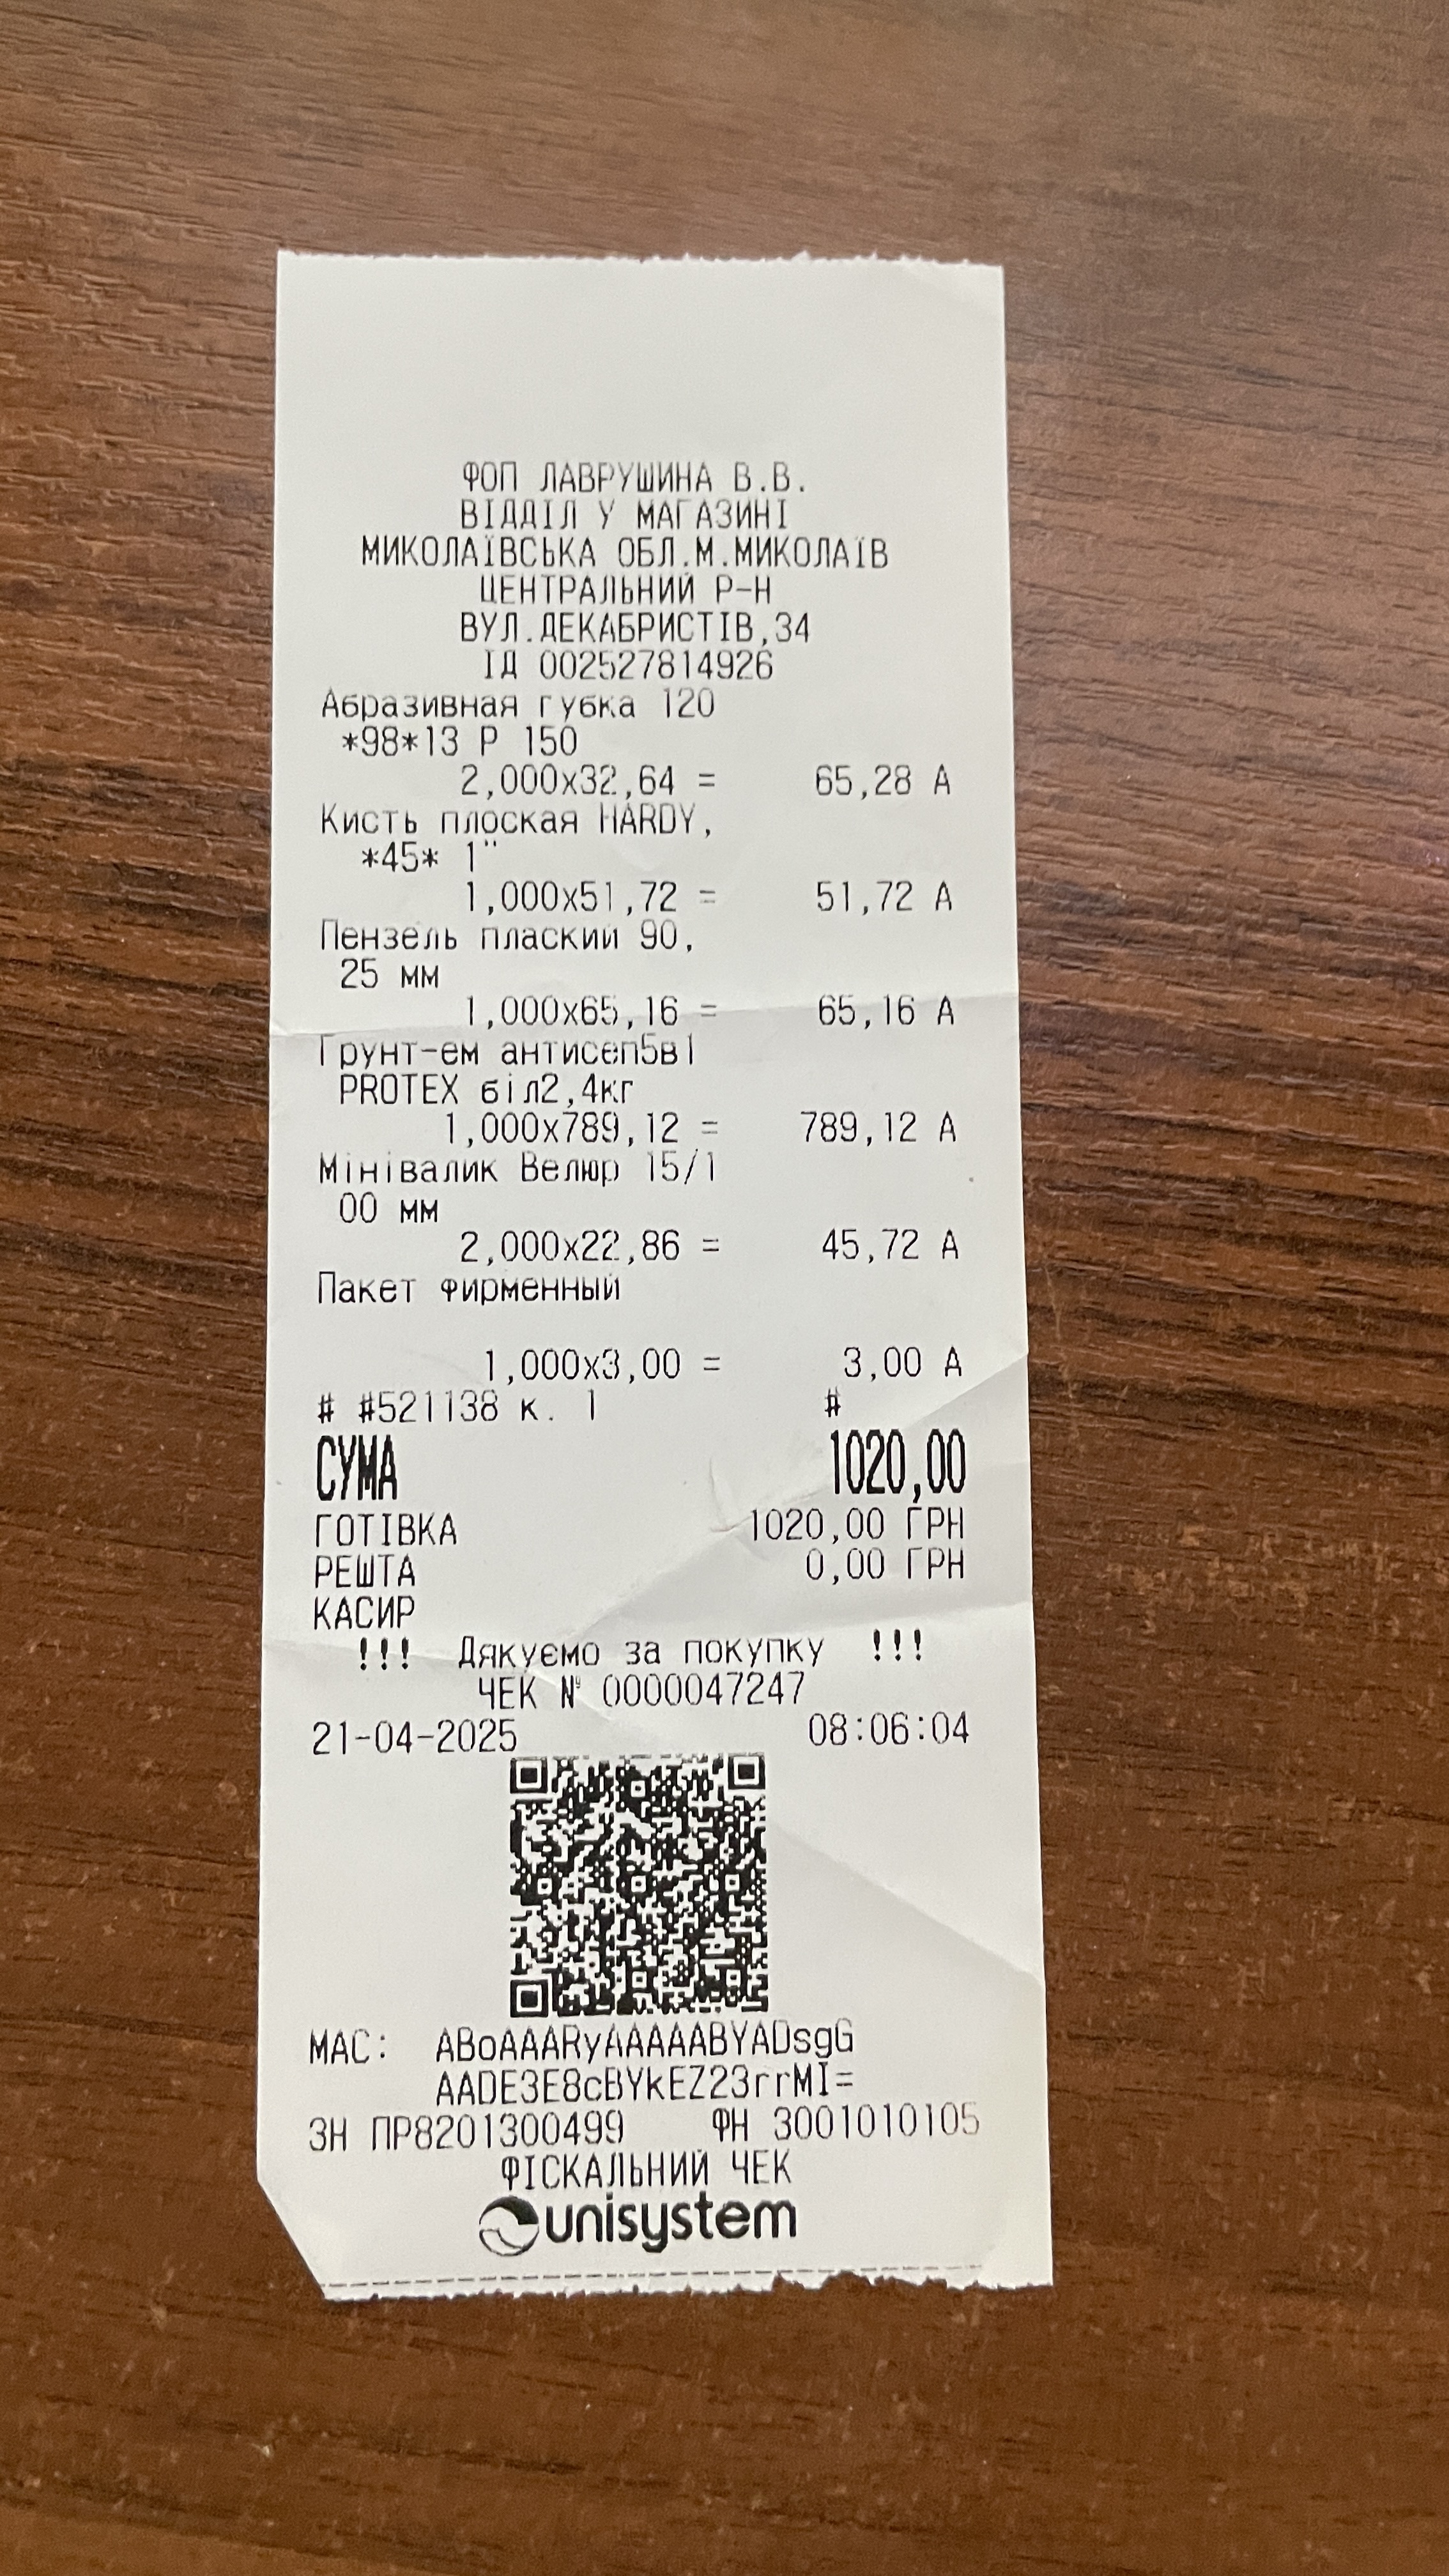 ФОП ЛАВРУШИНА В.В.
ВІДДІЛ У МАГАЗИНІ
МИКОЛАЇВСЬКА ОБЛ.М.МИКОЛАЇВ
ЦЕНТРАЛЬНИЙ Р-Н
ВУЛ.ДЕКАБРИСТІВ,34
ІД 002527814926
Абразивная губка 120
*98*13 Р 150
2,000x32,64 = 65,28 А
Кисть плоская HARDY,
*45* 1"
1,000x51,72 = 51,72 А
Пензель плаский 90,
25 мм
1,000x65,16 = 65,16 А
Грунт-ем антисеп5в1
PROTEX біл2,4кг
1,000x789,12 = 789,12 А
Мінівалик Велюр 15/1
00 мм
2,000x22,86 = 45,72 А
Пакет фирменный
1,000x3,00 = 3,00 А
# #521138 к. 1 #
СУМА 1020,00
ГОТІВКА 1020,00 ГРН
РЕШТА 0,00 ГРН
КАСИР
!!! Дякуємо за покупку !!!
ЧЕК № 0000047247
21-04-2025 08:06:04
MAC: ABoAAARyAAAAABYADsgG
AADE3E8cBYkEZ23rrMI=
ЗН ПР8201300499 ФН 3001010105
ФІСКАЛЬНИЙ ЧЕК
unisystem